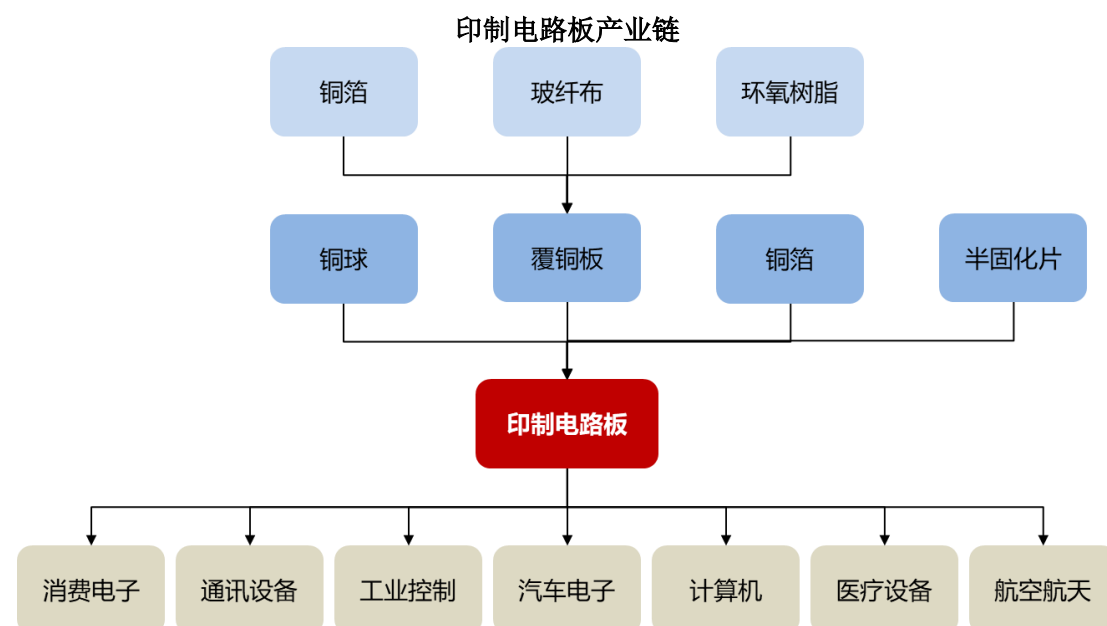 印制电路板产业链
铜箔
玻纤布
环氧树脂
铜球
覆铜板
铜箔
半固化片
印制电路板
消费电子
通讯设备
工业控制
汽车电子
计算机
医疗设备
航空航天